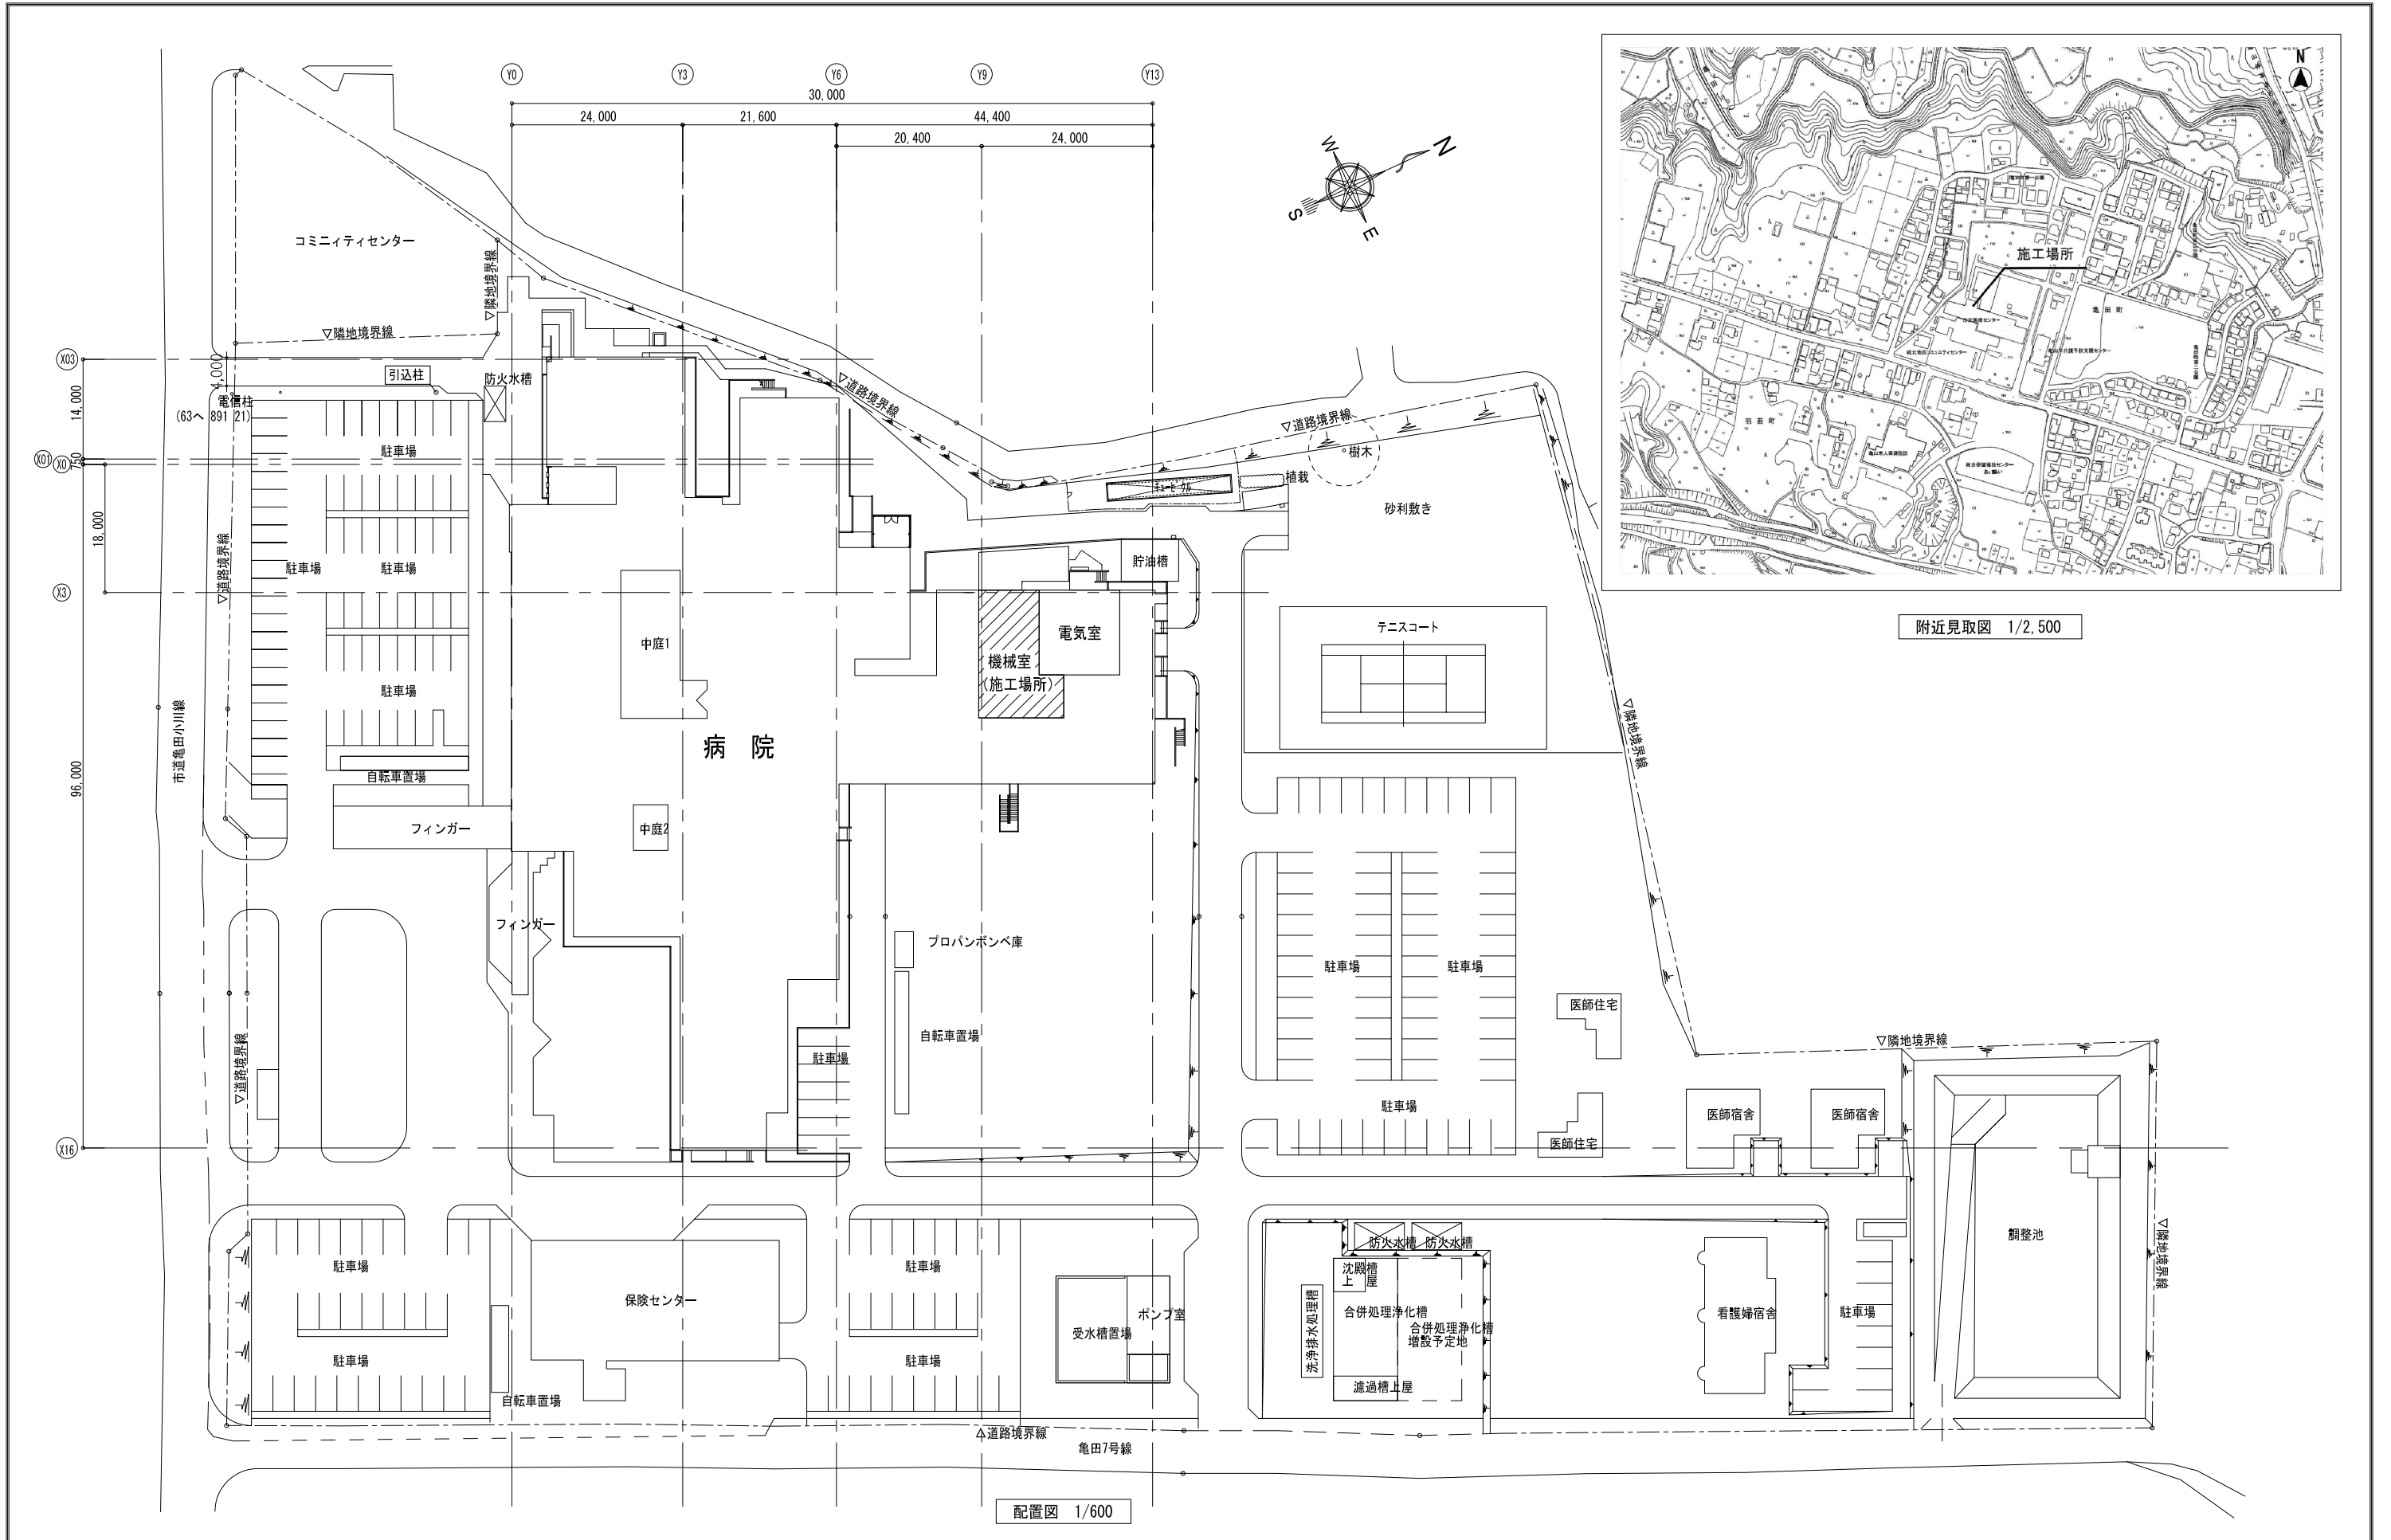 Y0
Y3
Y6
Y9
Y13
30,000
24,000
21,600
44,400
20,400
24,000
N
W
S
E
N
施工場所
亀田町
羽若町
附近見取図 1/2,500
コミニィティセンター
▽隣地境界線
▽隣地境界線
X03
4,000
引込柱
防火水槽
電信柱
(63へ 891 21)
14,000
駐車場
X01
X0
750
▽道路境界線
▽道路境界線
樹木
植栽
キュービクル
砂利敷き
18,000
▽道路境界線
駐車場
駐車場
貯油槽
X3
中庭1
電気室
機械室
(施工場所)
テニスコート
駐車場
市道亀田小川線
病 院
▽隣地境界線
96,000
自転車置場
フィンガー
中庭2
フィンガー
プロパンボンベ庫
駐車場
駐車場
医師住宅
自転車置場
駐車場
▽道路境界線
▽隣地境界線
駐車場
医師宿舎
医師宿舎
医師住宅
X16
調整池
▽隣地境界線
防火水槽
防火水槽
駐車場
駐車場
沈殿槽
上 屋
保険センター
ポンプ室
受水槽置場
洗浄排水処理槽
合併処理浄化槽
合併処理浄化槽
増設予定地
看護婦宿舎
駐車場
駐車場
駐車場
濾過槽上屋
自転車置場
△道路境界線
亀田7号線
配置図 1/600